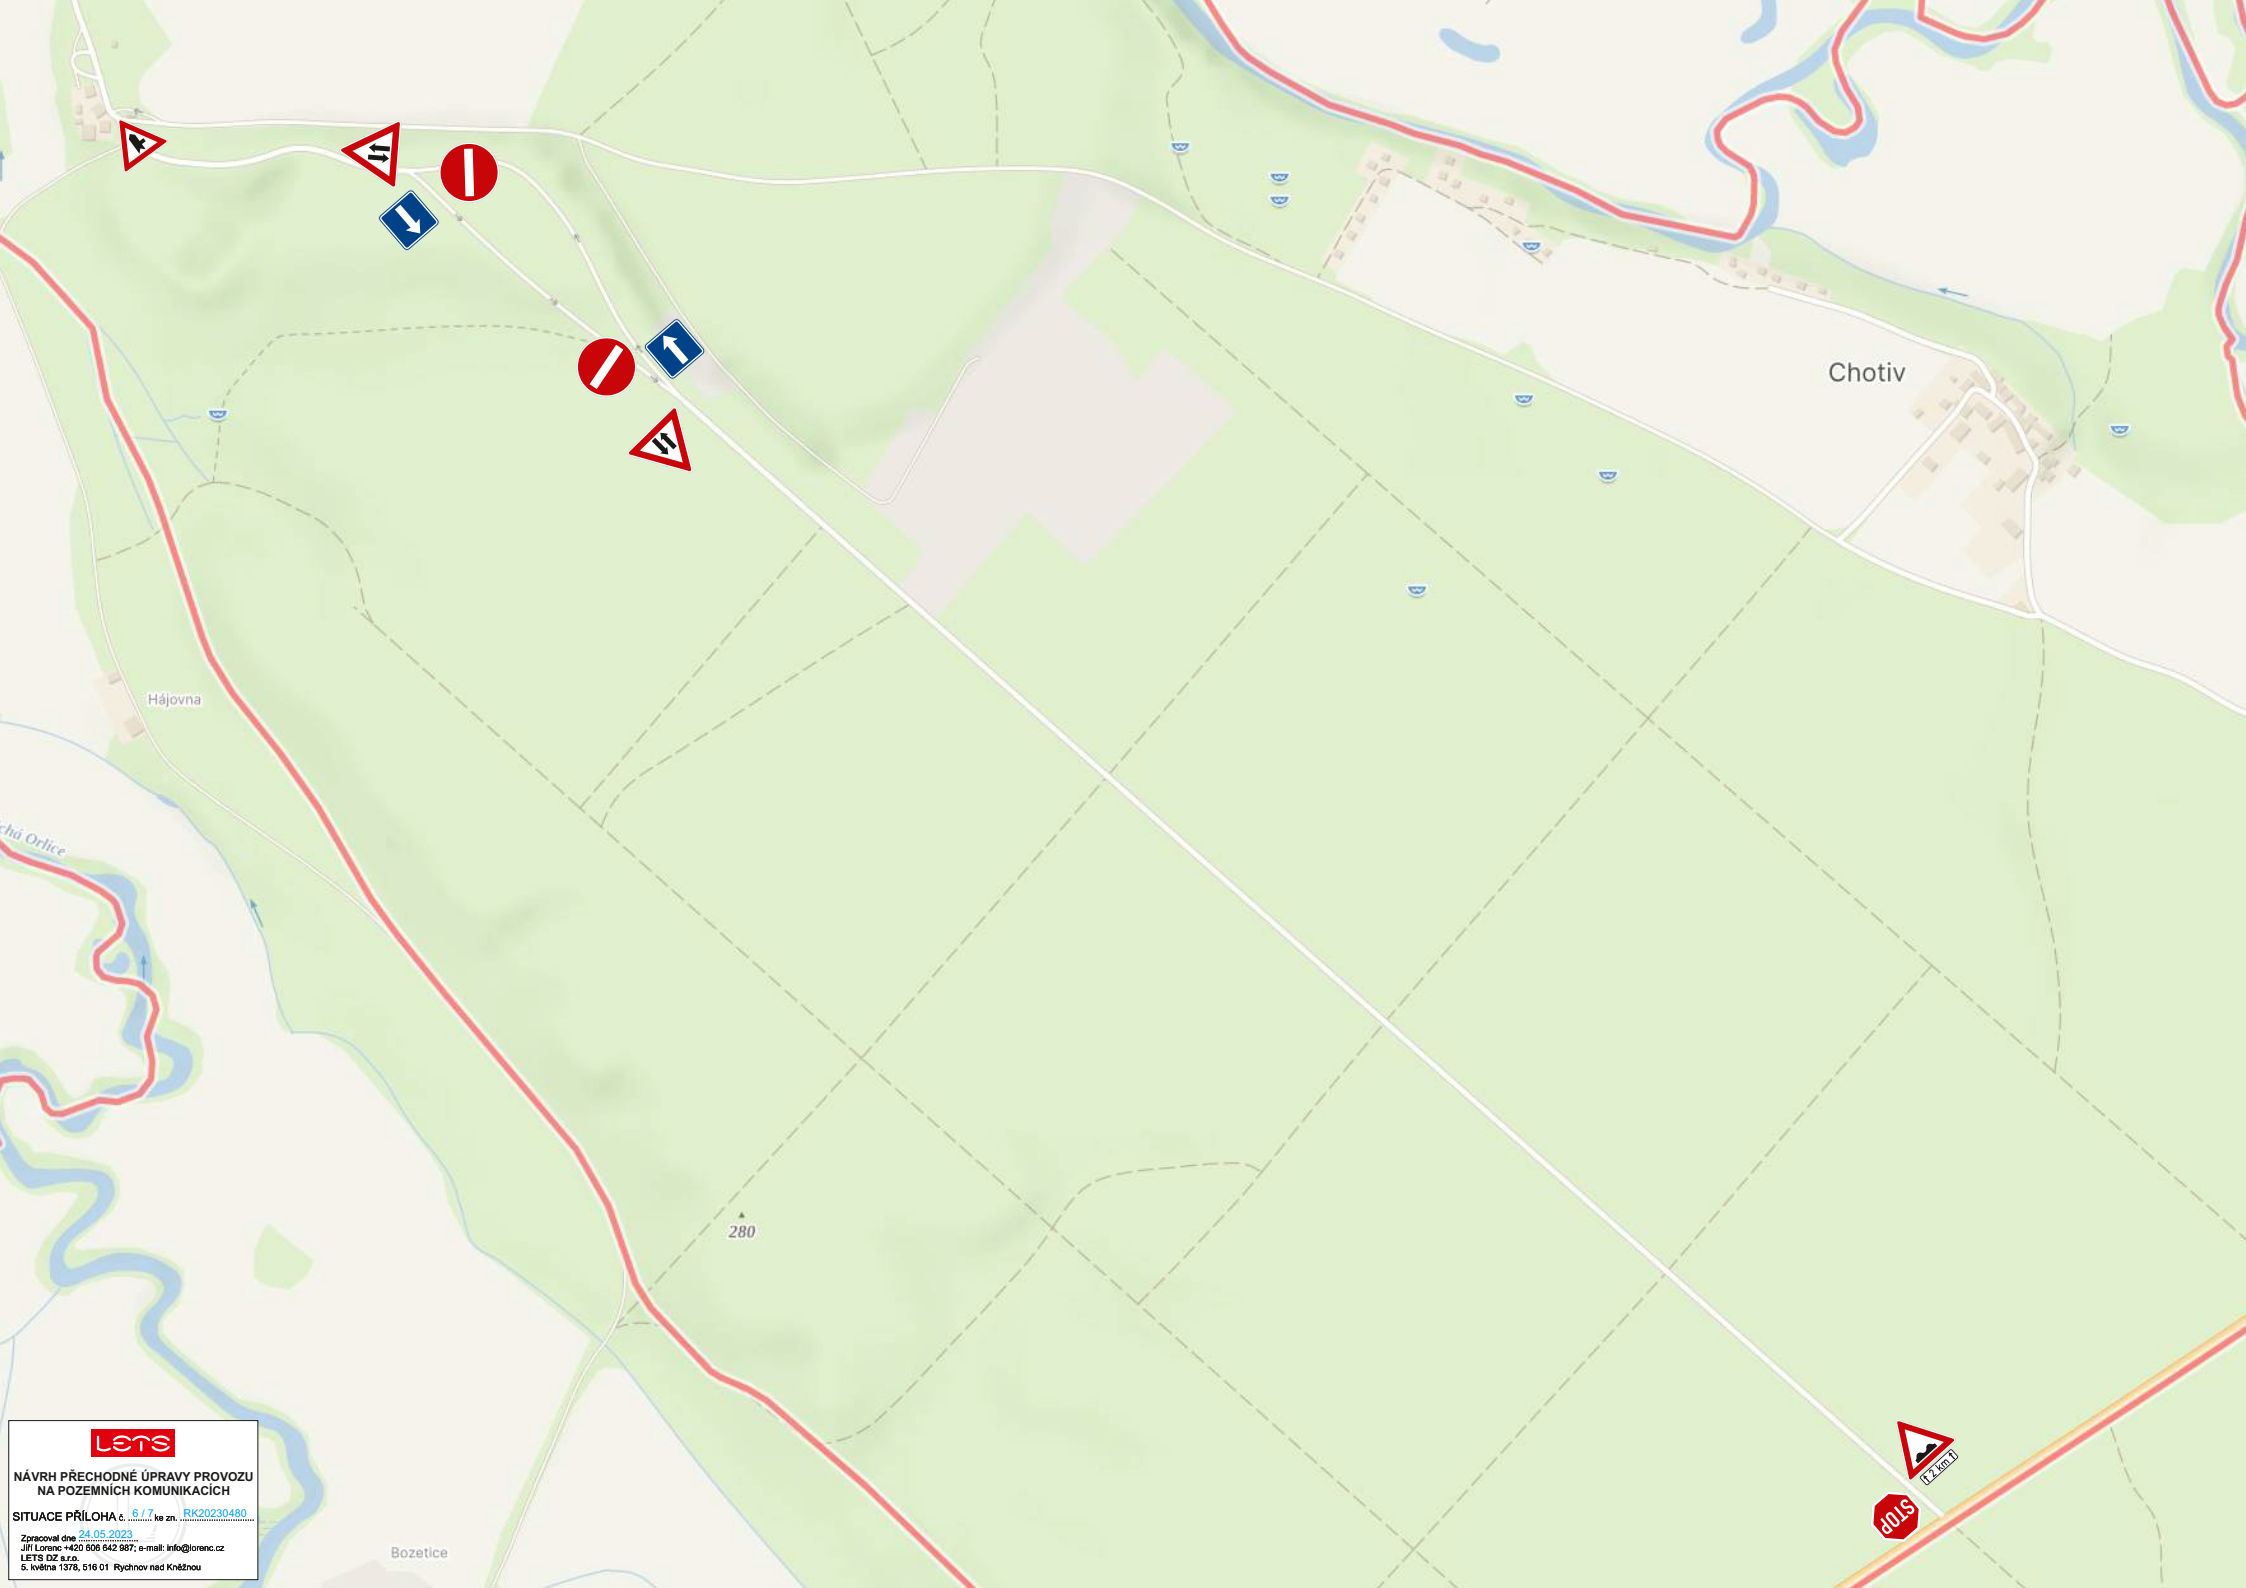 Chotiv
Hájovna
chá Orlice
280
2 km
STOP
LETS
NÁVRH PŘECHODNÉ ÚPRAVY PROVOZU
NA POZEMNÍCH KOMUNIKACÍCH
SITUACE PŘÍLOHA č. 6 / 7 ke zn. RK20230480
Zpracoval dne 24.05.2023
Jiří Lorenc +420 606 642 987; e-mail: info@lorenc.cz
LETS DZ s.r.o.
5. května 1378, 516 01 Rychnov nad Kněžnou
Bozetice